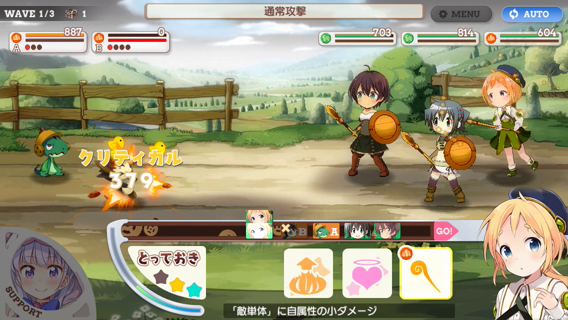 WAVE 1/3 1
通常攻撃
MENU
AUTO
887
A
0
B
703
814
604
クリティカル
379
B A GO!
とっておき
SUPPORT
「敵単体」に自属性の小ダメージ